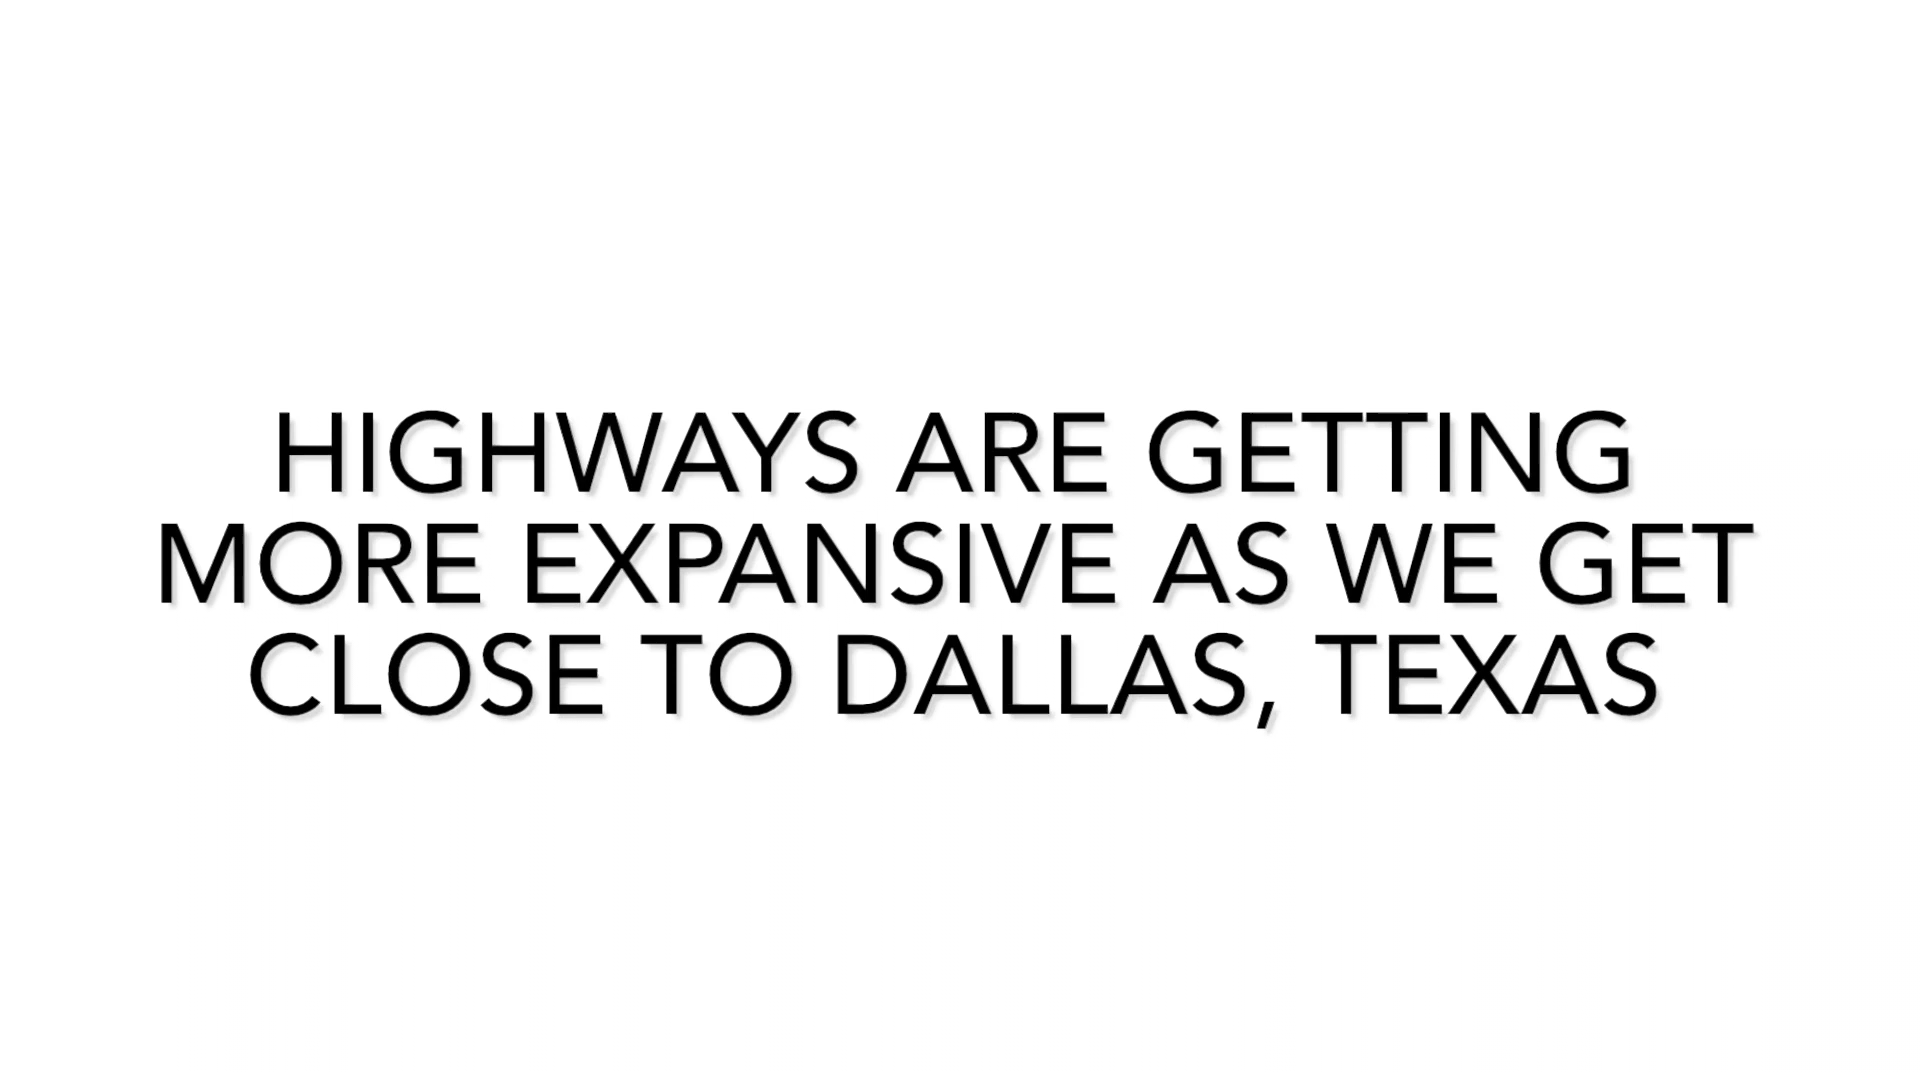 HIGHWAYS ARE GETTING
MORE EXPANSIVE AS WE GET
CLOSE TO DALLAS, TEXAS